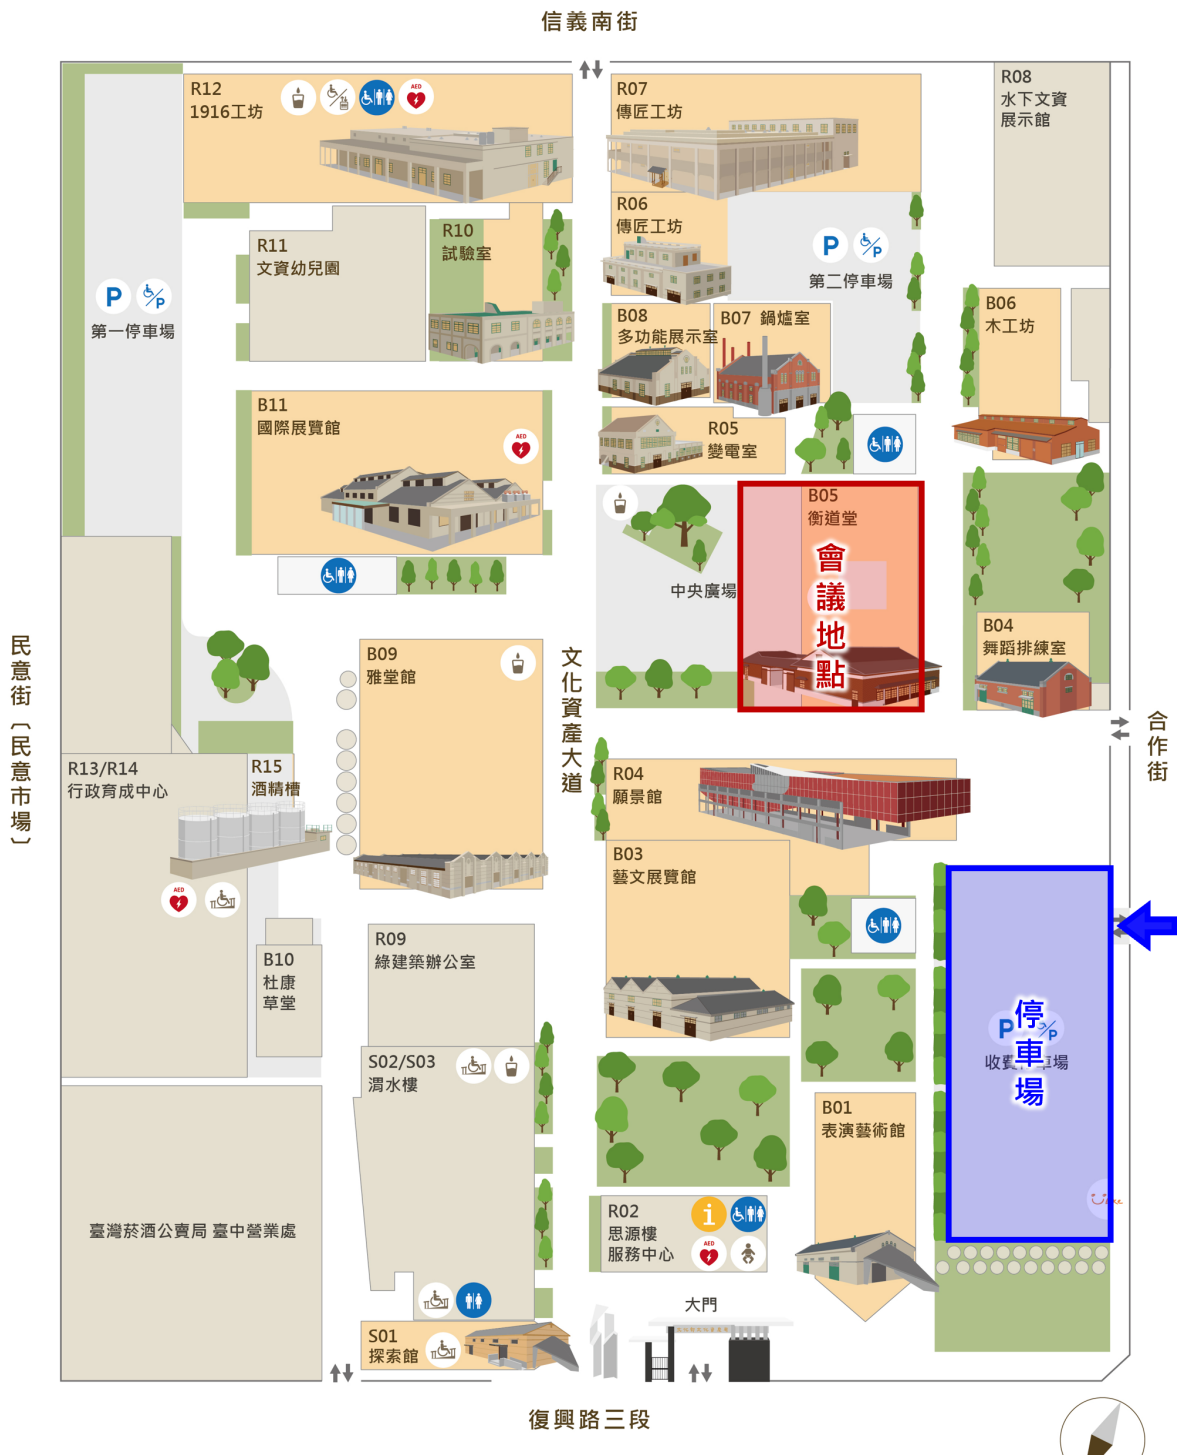 信義南街
R12
1916工坊
AED
R07
傳匠工坊
R08
水下文資
展示館
R06
傳匠工坊
P
P
第二停車場
R11
文資幼兒園
R10
試驗室
P
P
第一停車場
B08
多功能展示室
B07 鍋爐室
B06
木工坊
B11
國際展覽館
AED
R05
變電室
B05
衡道堂
會議地點
中央廣場
B04
舞蹈排練室
民意街（民意市場）
B09
雅堂館
文化資產大道
合作街
R13/R14
行政育成中心
R15
酒精槽
AED
R04
願景館
B03
藝文展覽館
B10
杜康
草堂
R09
綠建築辦公室
S02/S03
渭水樓
P
P
停車場
B01
表演藝術館
臺灣菸酒公賣局 臺中營業處
R02
思源樓
服務中心
i
AED
大門
S01
探索館
復興路三段